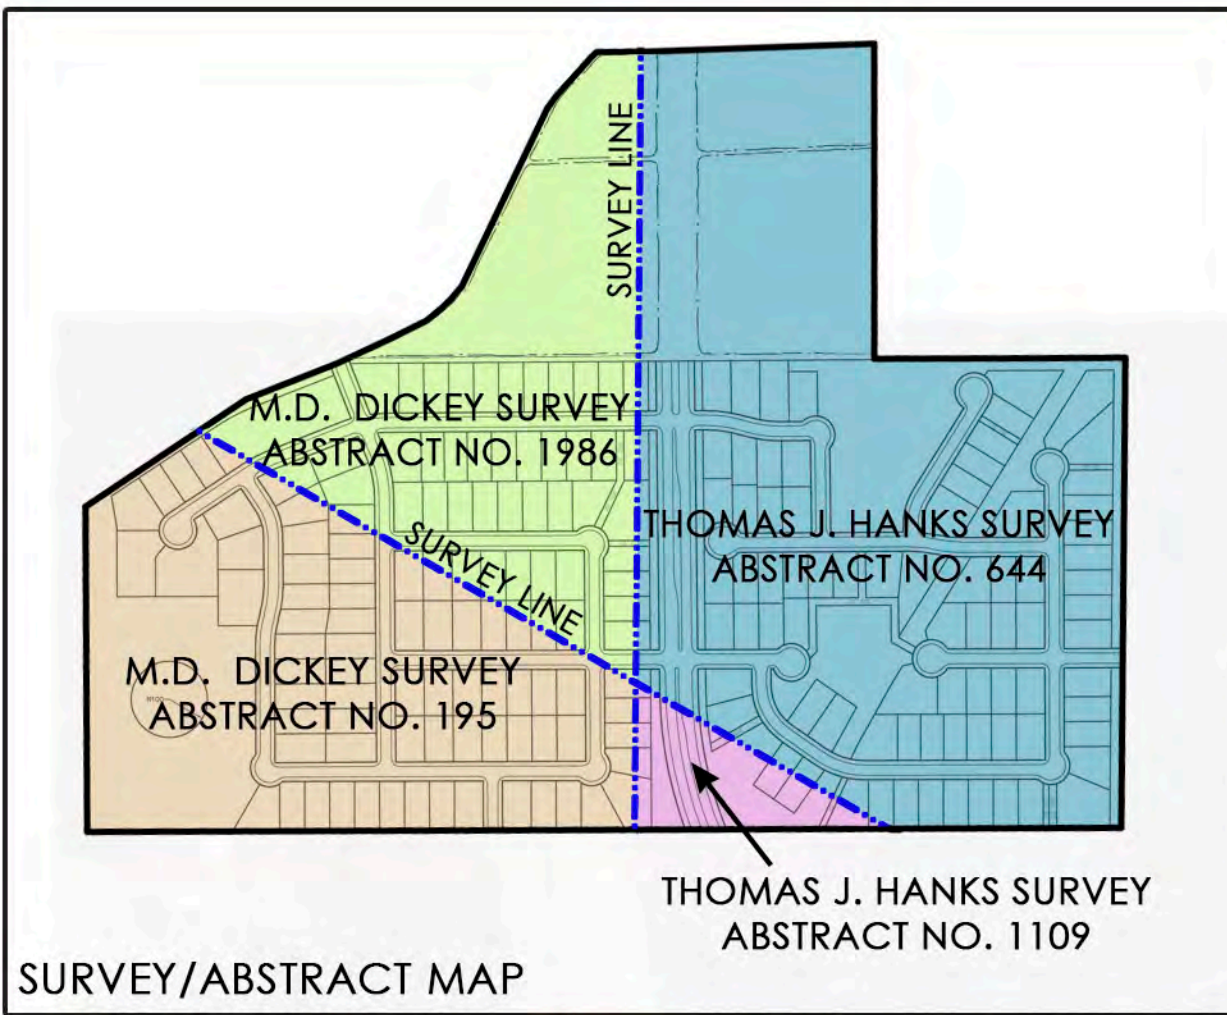 SURVEY LINE
M.D. DICKEY SURVEY
ABSTRACT NO. 1986
THOMAS J. HANKS SURVEY
ABSTRACT NO. 644
SURVEY LINE
M.D. DICKEY SURVEY
ABSTRACT NO. 195
THOMAS J. HANKS SURVEY
ABSTRACT NO. 1109
SURVEY/ABSTRACT MAP